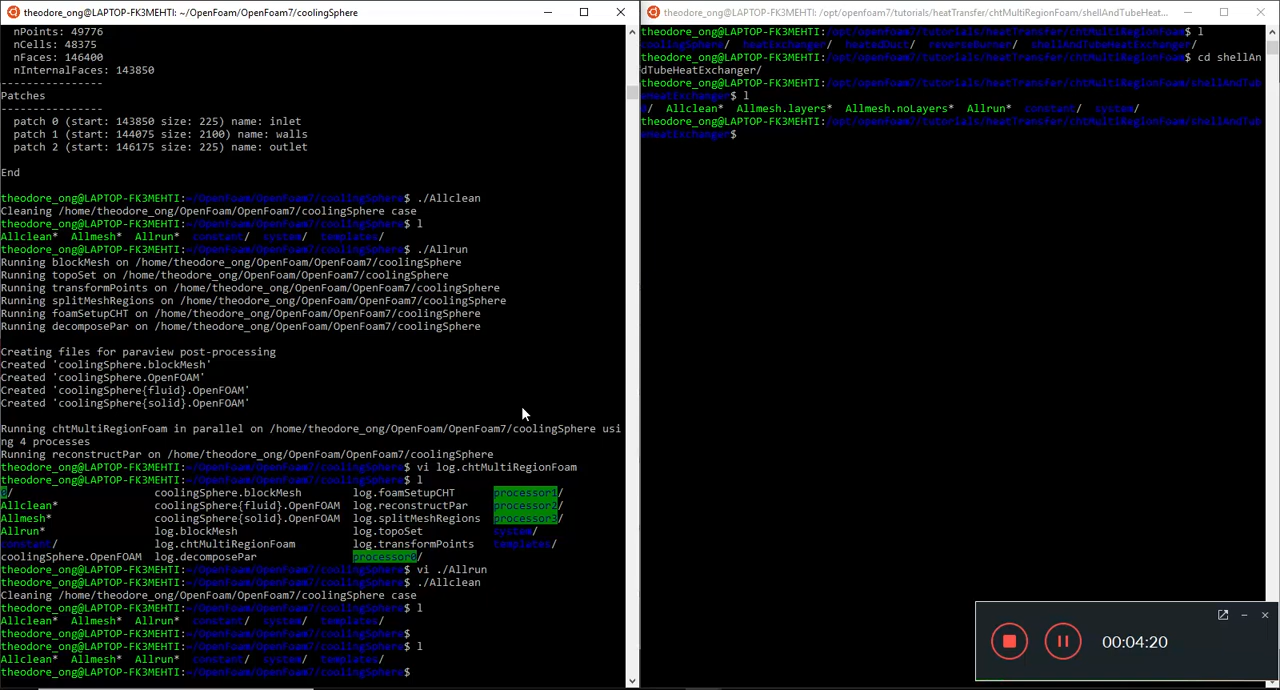 theodore_ong@LAPTOP-FK3MEHTI: ~/OpenFoam/OpenFoam7/coolingSphere
nPoints: 49776
nCells: 48375
nFaces: 146400
nInternalFaces: 143850
----------------
Patches
----------------
patch 0 (start: 143850 size: 225) name: inlet
patch 1 (start: 144075 size: 2100) name: walls
patch 2 (start: 146175 size: 225) name: outlet
End
theodore_ong@LAPTOP-FK3MEHTI:~/OpenFoam/OpenFoam7/coolingSphere$ ./Allclean
Cleaning /home/theodore_ong/OpenFoam/OpenFoam7/coolingSphere case
theodore_ong@LAPTOP-FK3MEHTI:~/OpenFoam/OpenFoam7/coolingSphere$ l
Allclean* Allmesh* Allrun* constant/ system/ templates/
theodore_ong@LAPTOP-FK3MEHTI:~/OpenFoam/OpenFoam7/coolingSphere$ ./Allrun
Running blockMesh on /home/theodore_ong/OpenFoam/OpenFoam7/coolingSphere
Running topoSet on /home/theodore_ong/OpenFoam/OpenFoam7/coolingSphere
Running transformPoints on /home/theodore_ong/OpenFoam/OpenFoam7/coolingSphere
Running splitMeshRegions on /home/theodore_ong/OpenFoam/OpenFoam7/coolingSphere
Running foamSetupCHT on /home/theodore_ong/OpenFoam/OpenFoam7/coolingSphere
Running decomposePar on /home/theodore_ong/OpenFoam/OpenFoam7/coolingSphere
Creating files for paraview post-processing
Created 'coolingSphere.blockMesh'
Created 'coolingSphere.OpenFOAM'
Created 'coolingSphere{fluid}.OpenFOAM'
Created 'coolingSphere{solid}.OpenFOAM'
Running chtMultiRegionFoam in parallel on /home/theodore_ong/OpenFoam/OpenFoam7/coolingSphere usi
ng 4 processes
Running reconstructPar on /home/theodore_ong/OpenFoam/OpenFoam7/coolingSphere
theodore_ong@LAPTOP-FK3MEHTI:~/OpenFoam/OpenFoam7/coolingSphere$ vi log.chtMultiRegionFoam
theodore_ong@LAPTOP-FK3MEHTI:~/OpenFoam/OpenFoam7/coolingSphere$ l
0/ coolingSphere.blockMesh log.foamSetupCHT processor1/
Allclean* coolingSphere{fluid}.OpenFOAM log.reconstructPar processor2/
Allmesh* coolingSphere{solid}.OpenFOAM log.splitMeshRegions processor3/
Allrun* log.blockMesh log.topoSet system/
constant/ log.chtMultiRegionFoam log.transformPoints templates/
coolingSphere.OpenFOAM log.decomposePar processor0/
theodore_ong@LAPTOP-FK3MEHTI:~/OpenFoam/OpenFoam7/coolingSphere$ vi ./Allrun
theodore_ong@LAPTOP-FK3MEHTI:~/OpenFoam/OpenFoam7/coolingSphere$ ./Allclean
Cleaning /home/theodore_ong/OpenFoam/OpenFoam7/coolingSphere case
theodore_ong@LAPTOP-FK3MEHTI:~/OpenFoam/OpenFoam7/coolingSphere$ l
Allclean* Allmesh* Allrun* constant/ system/ templates/
theodore_ong@LAPTOP-FK3MEHTI:~/OpenFoam/OpenFoam7/coolingSphere$
theodore_ong@LAPTOP-FK3MEHTI:~/OpenFoam/OpenFoam7/coolingSphere$ l
Allclean* Allmesh* Allrun* constant/ system/ templates/
theodore_ong@LAPTOP-FK3MEHTI:~/OpenFoam/OpenFoam7/coolingSphere$
theodore_ong@LAPTOP-FK3MEHTI: /opt/openfoam7/tutorials/heatTransfer/chtMultiRegionFoam/shellAndTubeHeat...
theodore_ong@LAPTOP-FK3MEHTI:/opt/openfoam7/tutorials/heatTransfer/chtMultiRegionFoam$ l
coolingSphere/ heatExchanger/ heatedDuct/ reverseBurner/ shellAndTubeHeatExchanger/
theodore_ong@LAPTOP-FK3MEHTI:/opt/openfoam7/tutorials/heatTransfer/chtMultiRegionFoam$ cd shellAn
dTubeHeatExchanger/
theodore_ong@LAPTOP-FK3MEHTI:/opt/openfoam7/tutorials/heatTransfer/chtMultiRegionFoam/shellAndTub
eHeatExchanger$ l
0/ Allclean* Allmesh.layers* Allmesh.noLayers* Allrun* constant/ system/
theodore_ong@LAPTOP-FK3MEHTI:/opt/openfoam7/tutorials/heatTransfer/chtMultiRegionFoam/shellAndTub
eHeatExchanger$
00:04:20